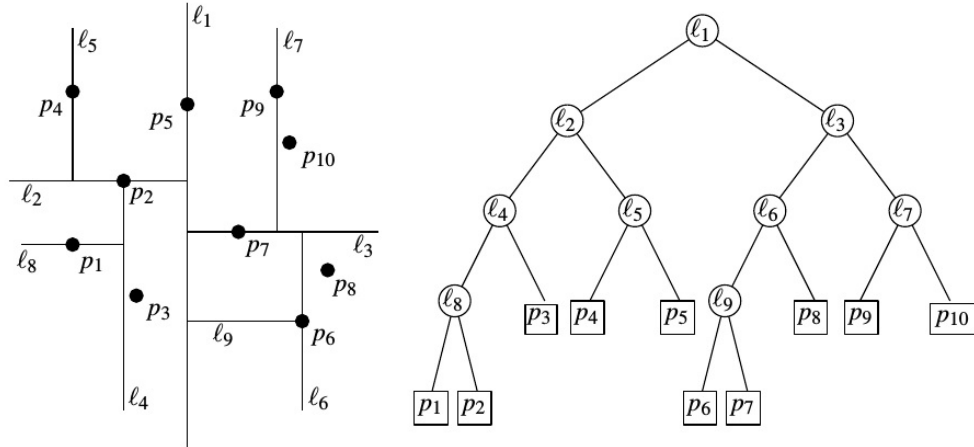 ℓ1
ℓ5 ℓ7
p4 p5 p9
p10
ℓ2 p2
p7 ℓ3
ℓ8 p1
p8
p3
ℓ9 p6
ℓ4 ℓ6
ℓ1
ℓ2 ℓ3
ℓ4 ℓ5 ℓ6 ℓ7
ℓ8 p3 p4 p5 ℓ9 p8 p9 p10
p1 p2 p6 p7